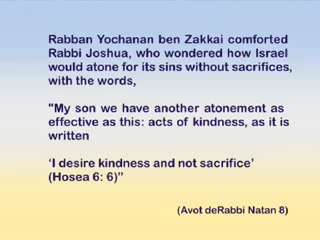 Rabban Yochanan ben Zakkai comforted
Rabbi Joshua, who wondered how Israel
would atone for its sins without sacrifices,
with the words,
"My son we have another atonement as
effective as this: acts of kindness, as it is
written
‘I desire kindness and not sacrifice’
(Hosea 6: 6)”
(Avot deRabbi Natan 8)